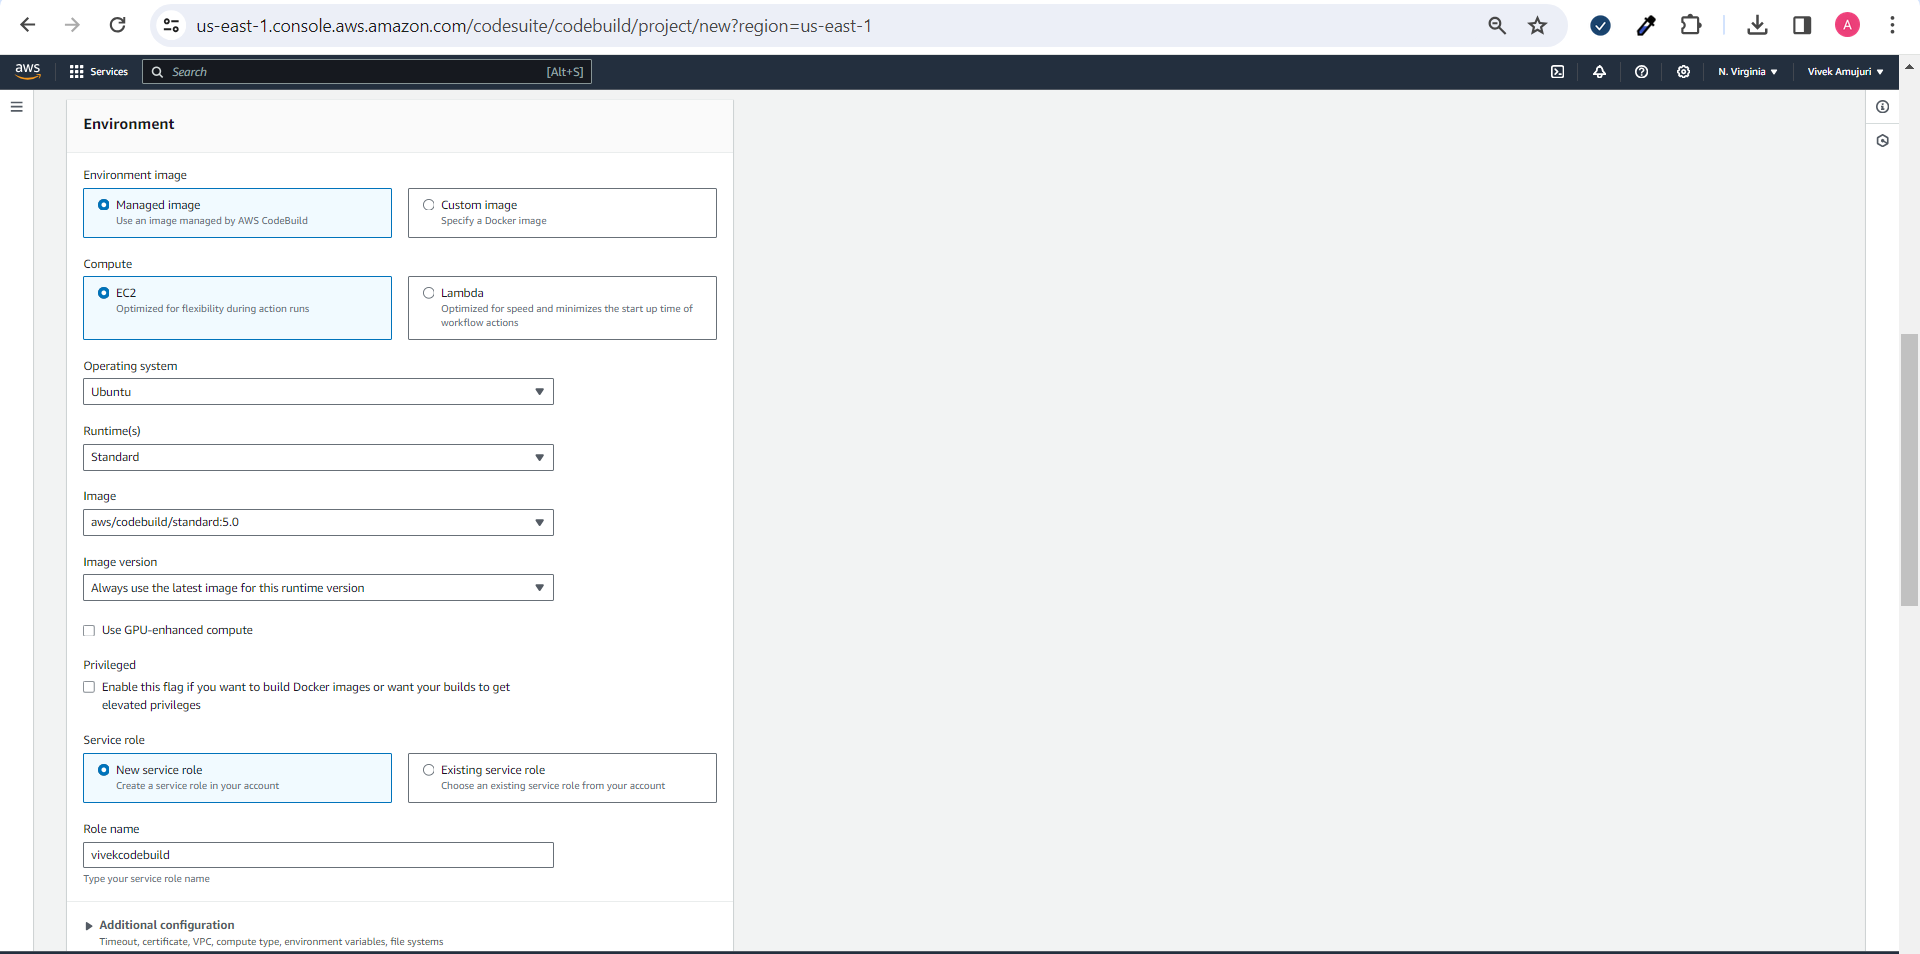 us-east-1.console.aws.amazon.com/codesuite/codebuild/project/new?region=us-east-1
A
aws
Services
Search
[Alt+S]
N. Virginia
Vivek Amujuri
Environment
Environment image
Managed image
Use an image managed by AWS CodeBuild
Custom image
Specify a Docker image
Compute
EC2
Optimized for flexibility during action runs
Lambda
Optimized for speed and minimizes the start up time of
workflow actions
Operating system
Ubuntu
Runtime(s)
Standard
Image
aws/codebuild/standard:5.0
Image version
Always use the latest image for this runtime version
Use GPU-enhanced compute
Privileged
Enable this flag if you want to build Docker images or want your builds to get
elevated privileges
Service role
New service role
Create a service role in your account
Existing service role
Choose an existing service role from your account
Role name
vivekcodebuild
Type your service role name
Additional configuration
Timeout, certificate, VPC, compute type, environment variables, file systems